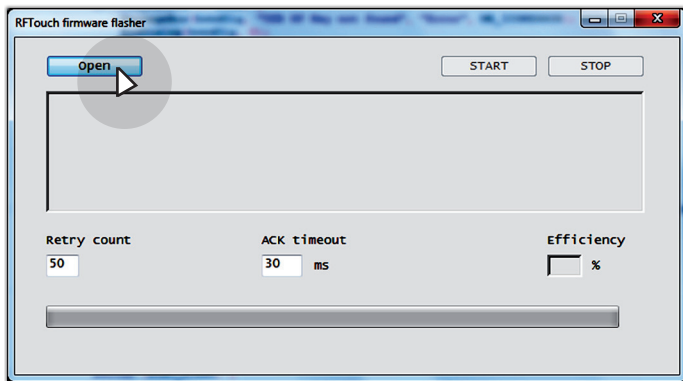 RFTouch firmware flasher
Open START STOP
Retry count ACK timeout Efficiency
50 30 ms %